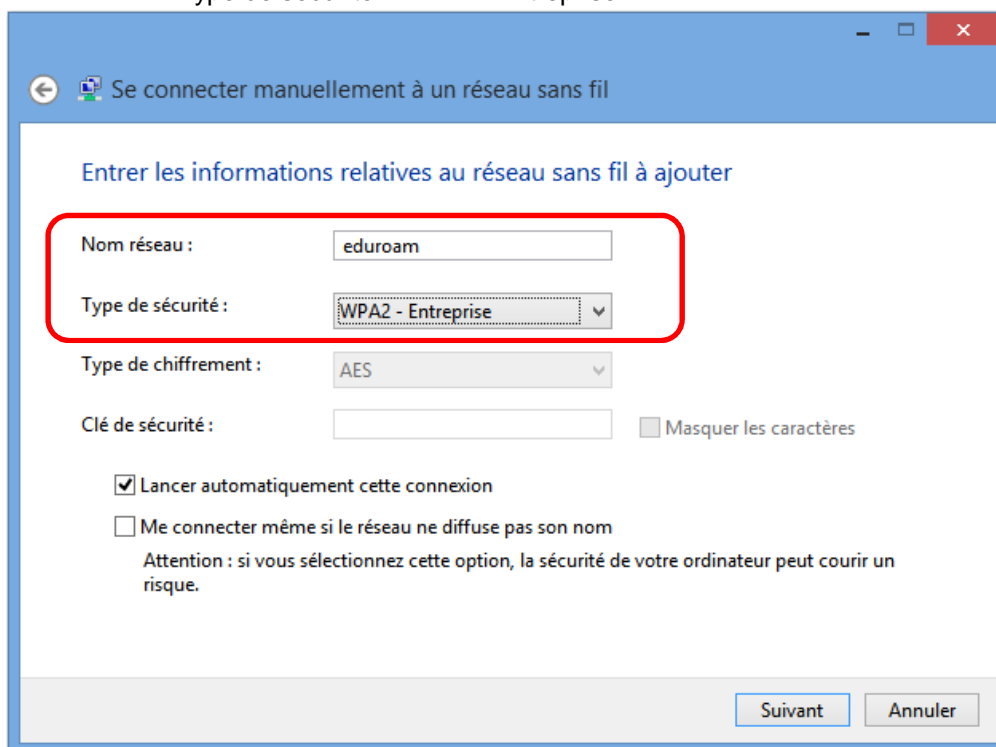 Se connecter manuellement à un réseau sans fil
Entrer les informations relatives au réseau sans fil à ajouter
Nom réseau :
eduroam
Type de sécurité :
WPA2 - Entreprise
Type de chiffrement :
AES
Clé de sécurité :
Masquer les caractères
Lancer automatiquement cette connexion
Me connecter même si le réseau ne diffuse pas son nom
Attention : si vous sélectionnez cette option, la sécurité de votre ordinateur peut courir un
risque.
Suivant Annuler